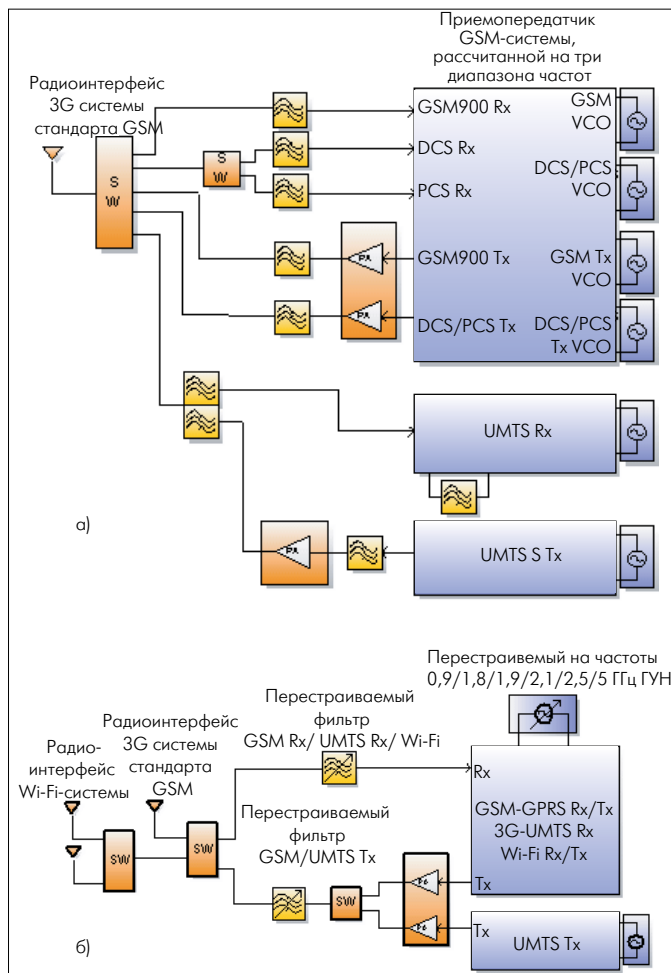 Приемопередатчик
GSM-системы,
рассчитанной на три
диапазона частот
Радиоинтерфейс
3G системы
стандарта GSM
S
W
S
W
GSM900 Rx
DCS Rx
PCS Rx
GSM900 Tx
DCS/PCS Tx
GSM
VCO
DCS/PCS
VCO
GSM Tx
VCO
DCS/PCS
Tx VCO
PA
PA
UMTS Rx
а)
PA
UMTS S Tx
Перестраивемый на частоты
0,9/1,8/1,9/2,1/2,5/5 ГГц ГУН
Перестраиваемый
фильтр
GSM Rx/ UMTS Rx/ Wi-Fi
Радиоинтерфейс
3G системы
стандарта
GSM
Радио-
интерфейс
Wi-Fi-системы
Rx
GSM-GPRS Rx/Tx
3G-UMTS Rx
Wi-Fi Rx/Tx
Tx
Перестраиваемый
фильтр
GSM/UMTS Tx
SW
SW
SW
Tx
UMTS Tx
б)